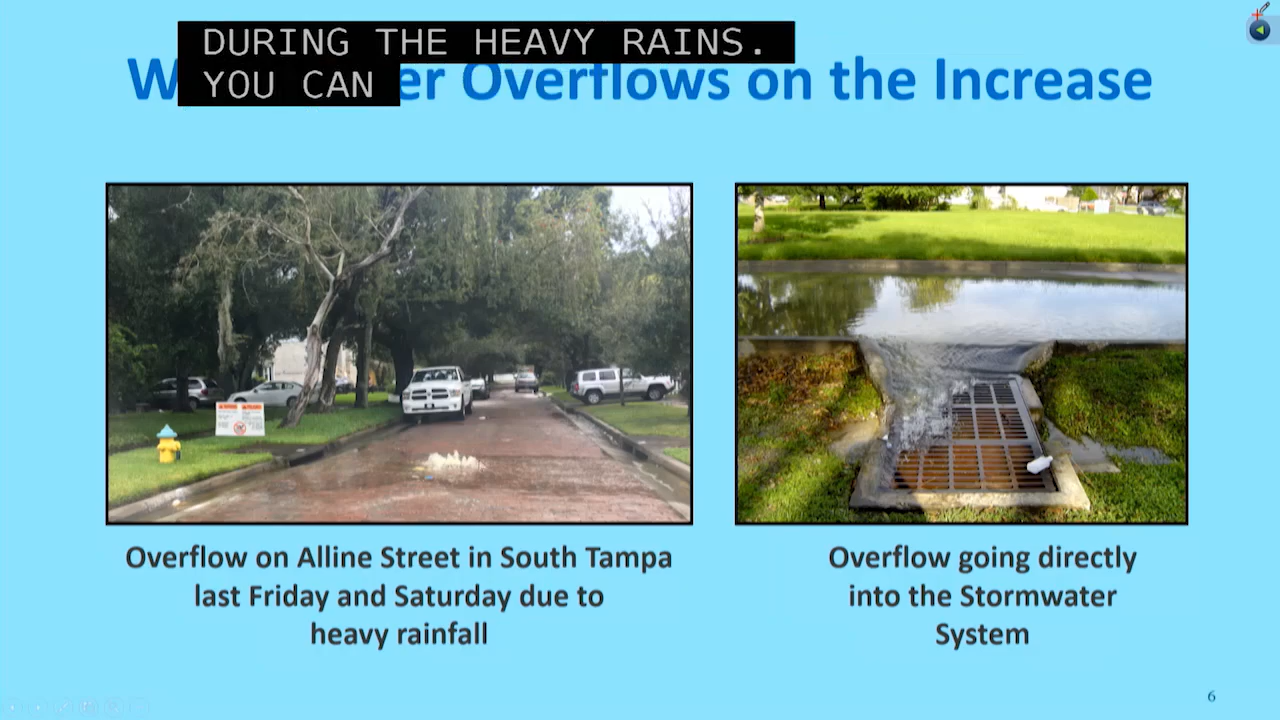 DURING THE HEAVY RAINS.
YOU CAN
Overflows on the Increase
Overflow on Alline Street in South Tampa
last Friday and Saturday due to
heavy rainfall
Overflow going directly
into the Stormwater
System
6